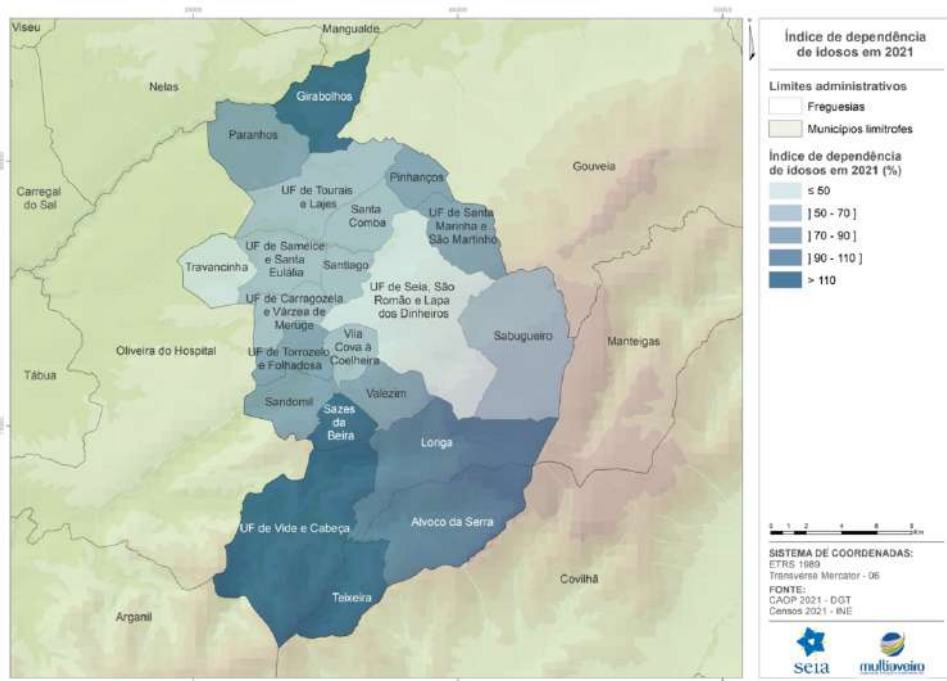 Viseu
Mangualde
Nelas
Girabolhos
Paranhos
Gouveia
Carregal
do Sal
Pinhanços
UF de Tourais
e Lajes
Santa
Comba
UF de Santa
Marinha e
São Martinho
UF de Sameice
e Santa
Eulália
Travancinha
Santiago
UF de Seia, São
Romão e Lapa
dos Dinheiros
UF de Carragozela
e Várzea de
Meruge
Vila
Cova à
Coelheira
Sabugueiro
Manteigas
Oliveira do Hospital
UF de Torrozelo
e Folhadosa
Tábua
Valezim
Sandomil
Sazes
da
Beira
Loriga
UF de Vide e Cabeça
Alvoco da Serra
Covilhã
Teixeira
Arganil
Índice de dependência
de idosos em 2021
Limites administrativos
Freguesias
Municípios limítrofes
Índice de dependência
de idosos em 2021 (%)
≤ 50
] 50 - 70 ]
] 70 - 90 ]
] 90 - 110 ]
> 110
0 1 2 4 6 8
SISTEMA DE COORDENADAS:
ETRS 1989
Transverse Mercator - 06
FONTE:
CAOP 2021 - DGT
Censos 2021 - INE
seia
multiaveiro